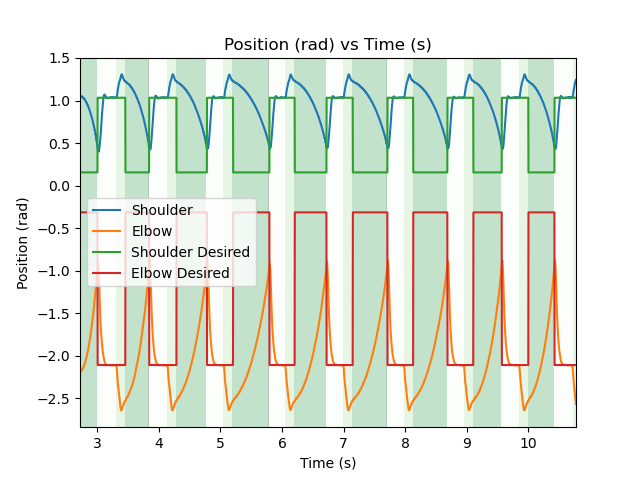 Position (rad) vs Time (s)
1.5
1.0
0.5
0.0
−0.5
−1.0
−1.5
−2.0
−2.5
Position (rad)
Shoulder
Elbow
Shoulder Desired
Elbow Desired
3 4 5 6 7 8 9 10
Time (s)